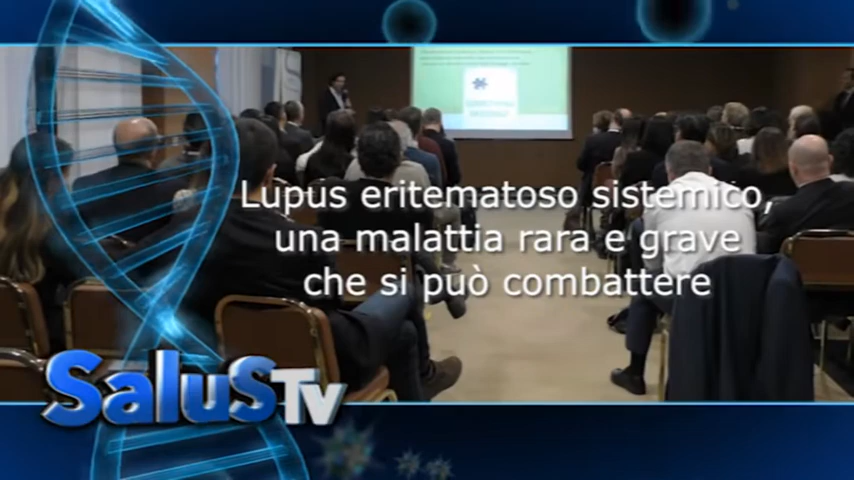 Lupus eritematoso sistemico,
una malattia rara e grave
che si può combattere
SaluS Tv